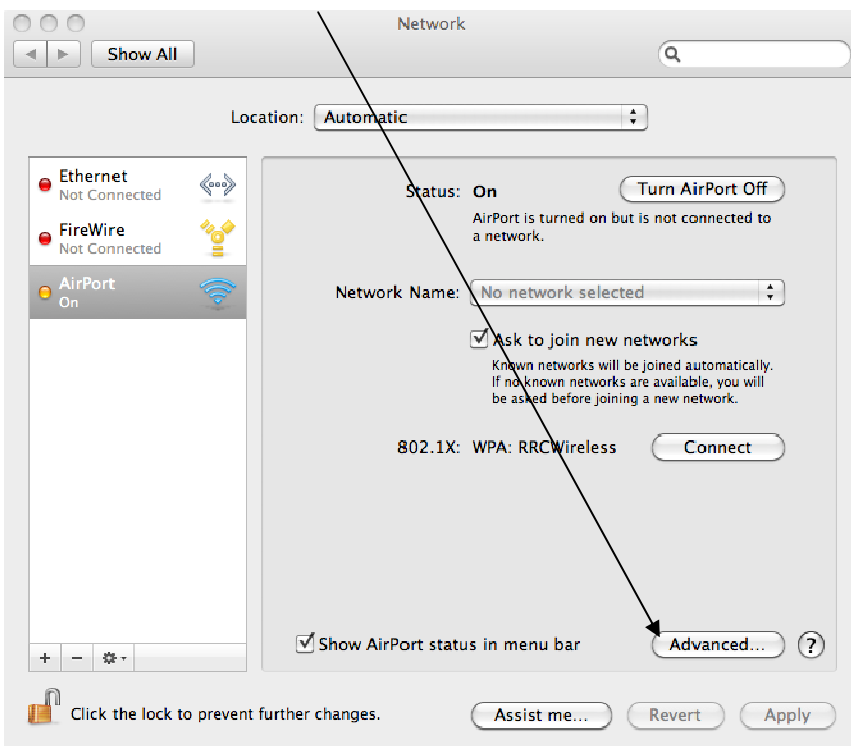 Network
Show All
Location: Automatic
Ethernet
Not Connected
FireWire
Not Connected
AirPort
On
Status: On
Turn AirPort Off
AirPort is turned on but is not connected to
a network.
Network Name: No network selected
Ask to join new networks
Known networks will be joined automatically.
If no known networks are available, you will
be asked before joining a new network.
802.1X: WPA: RRCWireless
Connect
Show AirPort status in menu bar
Advanced...
?
Click the lock to prevent further changes.
Assist me...
Revert
Apply